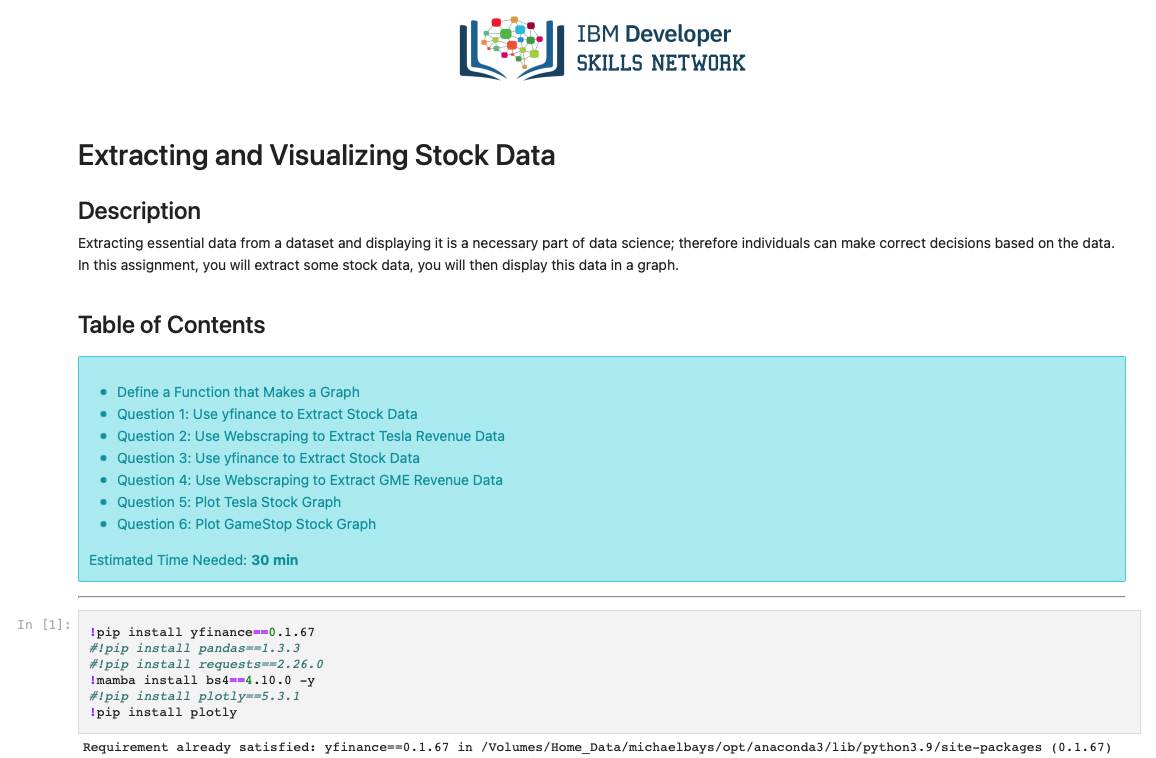 IBM Developer
SKILLS NETWORK
Extracting and Visualizing Stock Data
Description
Extracting essential data from a dataset and displaying it is a necessary part of data science; therefore individuals can make correct decisions based on the data.
In this assignment, you will extract some stock data, you will then display this data in a graph.
Table of Contents
Define a Function that Makes a Graph
Question 1: Use yfinance to Extract Stock Data
Question 2: Use Webscraping to Extract Tesla Revenue Data
Question 3: Use yfinance to Extract Stock Data
Question 4: Use Webscraping to Extract GME Revenue Data
Question 5: Plot Tesla Stock Graph
Question 6: Plot GameStop Stock Graph
Estimated Time Needed: 30 min
In [1]:
!pip install yfinance==0.1.67
#!pip install pandas==1.3.3
#!pip install requests==2.26.0
!mamba install bs4==4.10.0 -y
#!pip install plotly==5.3.1
!pip install plotly
Requirement already satisfied: yfinance==0.1.67 in /Volumes/Home_Data/michaelbays/opt/anaconda3/lib/python3.9/site-packages (0.1.67)